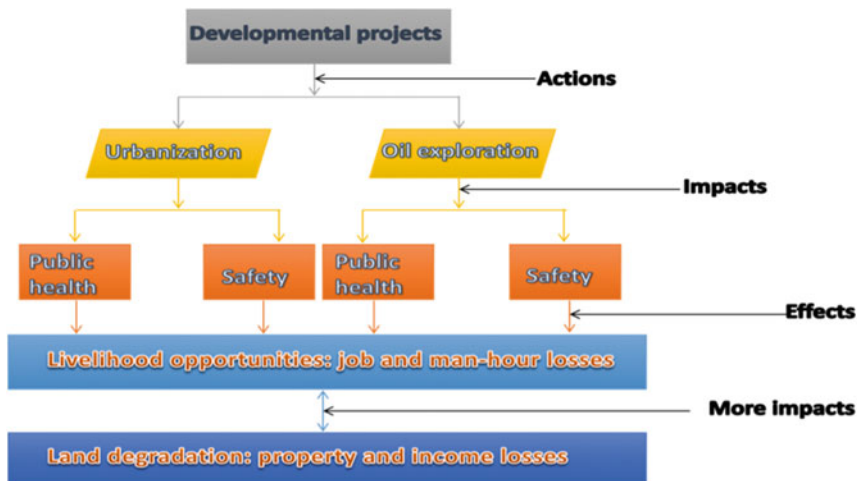 Developmental projects
Actions
Urbanization
Oil exploration
Impacts
Public
health
Safety
Public
health
Safety
Effects
Livelihood opportunities: job and man-hour losses
More impacts
Land degradation: property and income losses